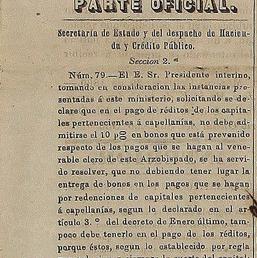 PARTE OFICIAL.
Secretaría de Estado y del despacho de Hacien-
da y Crédito Público.
Seccion 2.ª
Núm. 79.—El E. Sr. Presidente interino,
tomando en consideracion las instancias pre-
sentadas á este ministerio, solicitando se de-
clare que en el pago de réditos de los capitales
pertenecientes á capellanías, no debe ad-
mitirse el 10 p00 en bonos que está prevenido
respecto de los pagos que se hagan al vene-
rable clero de este Arzobispado, se ha servi-
do resolver, que no debiendo tener lugar la
entrega de bonos en los pagos que se hagan
por redenciones de capitales pertenecientes
á capellanías, segun lo declarado en el ar-
tículo 3.º del decreto de Enero último, tam-
poco debe tenerlo en el pago de los réditos,
porque éstos, segun lo establecido por regla